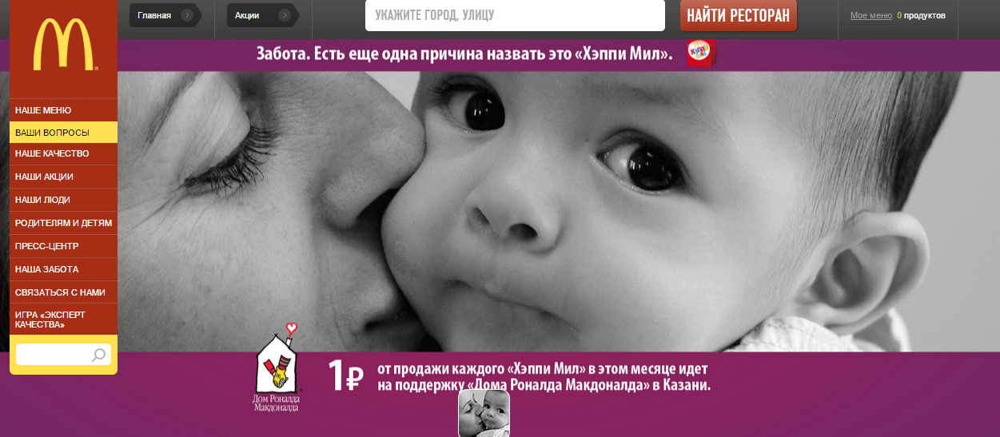 Главная
Акции
УКАЖИТЕ ГОРОД, УЛИЦУ
НАЙТИ РЕСТОРАН
Мое меню: 0 продуктов
Забота. Есть еще одна причина назвать это «Хэппи Мил».
ХЭППИ
МИЛ
НАШЕ МЕНЮ
ВАШИ ВОПРОСЫ
НАШЕ КАЧЕСТВО
НАШИ АКЦИИ
НАШИ ЛЮДИ
РОДИТЕЛЯМ И ДЕТЯМ
ПРЕСС-ЦЕНТР
НАША ЗАБОТА
СВЯЗАТЬСЯ С НАМИ
ИГРА «ЭКСПЕРТ
КАЧЕСТВА»
Дом Роналда
Макдоналда
1₽
от продажи каждого «Хэппи Мил» в этом месяце идет
на поддержку «Дома Роналда Макдоналда» в Казани.